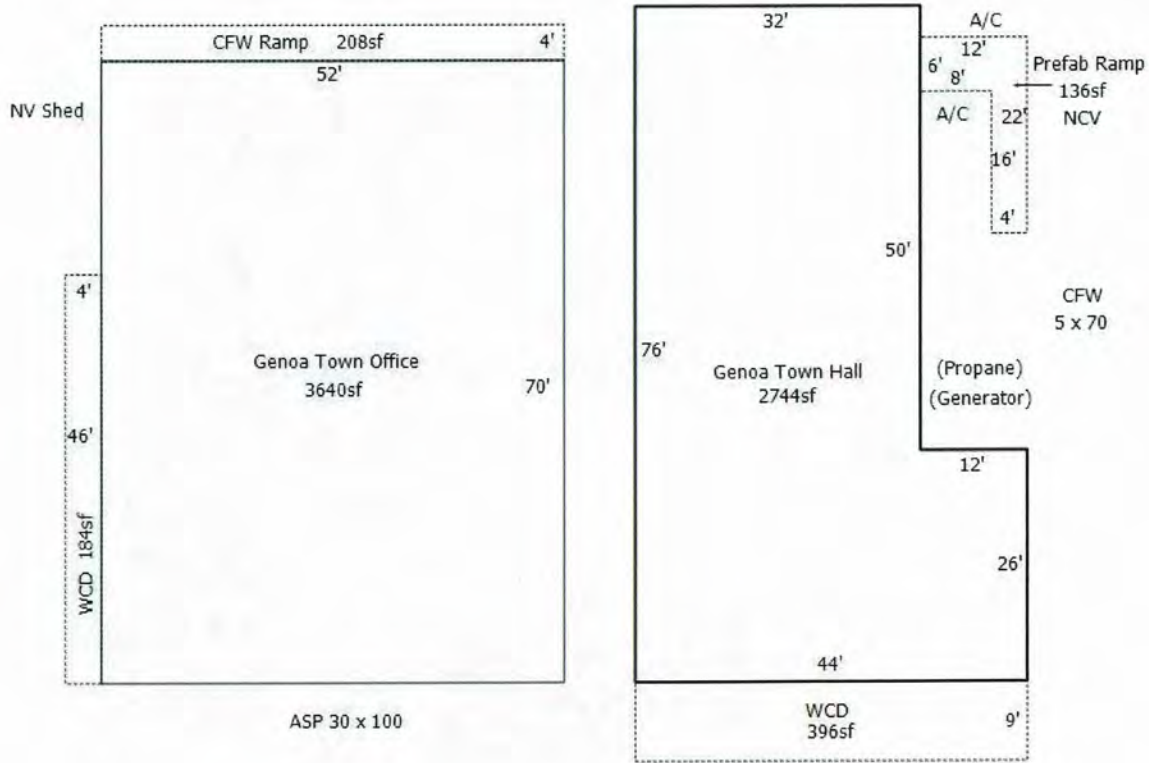 CFW Ramp 208sf
4'
52'
NV Shed
4'
Genoa Town Office
3640sf
70'
46'
WCD 184sf
ASP 30 x 100
32'
A/C
12'
6'
8'
Prefab Ramp
136sf
NCV
A/C
22'
16'
4'
50'
CFW
5 x 70
76'
Genoa Town Hall
2744sf
(Propane)
(Generator)
12'
26'
44'
WCD
396sf
9'